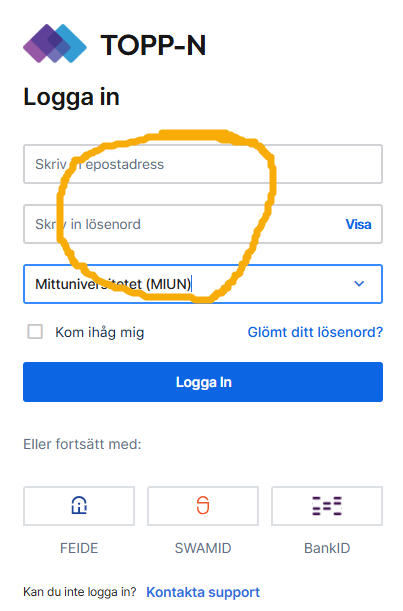 TOPP-N
Logga in
Skriv in epostadress
Skriv in lösenord Visa
Mittuniversitetet (MIUN)
Kom ihåg mig Glömt ditt lösenord?
Logga In
Eller fortsätt med:
FEIDE SWAMID BankID
Kan du inte logga in? Kontakta support